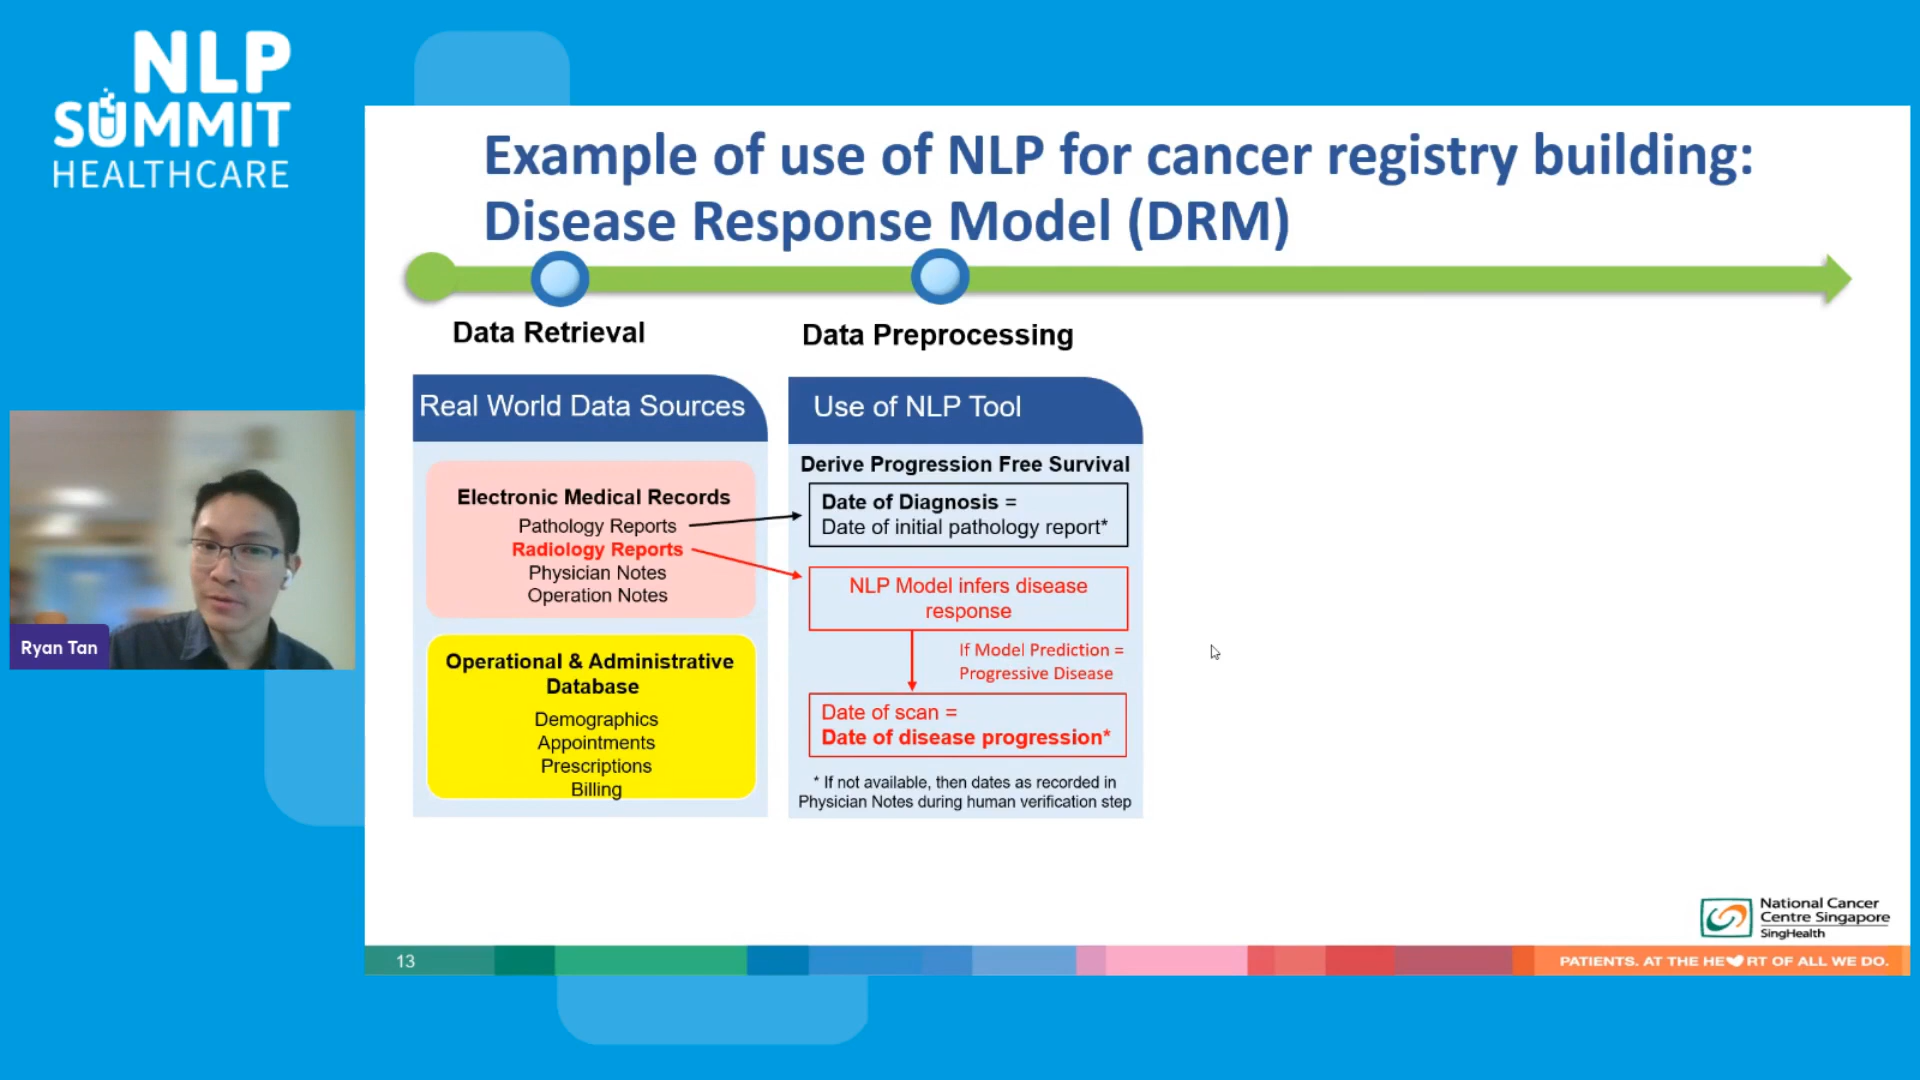 NLP
SUMMIT
HEALTHCARE
Example of use of NLP for cancer registry building:
Disease Response Model (DRM)
Data Retrieval
Data Preprocessing
Real World Data Sources
Electronic Medical Records
Pathology Reports
Radiology Reports
Physician Notes
Operation Notes
Operational & Administrative
Database
Demographics
Appointments
Prescriptions
Billing
Use of NLP Tool
Derive Progression Free Survival
Date of Diagnosis =
Date of initial pathology report*
NLP Model infers disease
response
If Model Prediction =
Progressive Disease
Date of scan =
Date of disease progression*
* If not available, then dates as recorded in
Physician Notes during human verification step
Ryan Tan
National Cancer
Centre Singapore
SingHealth
13
PATIENTS. AT THE HE RT OF ALL WE DO.